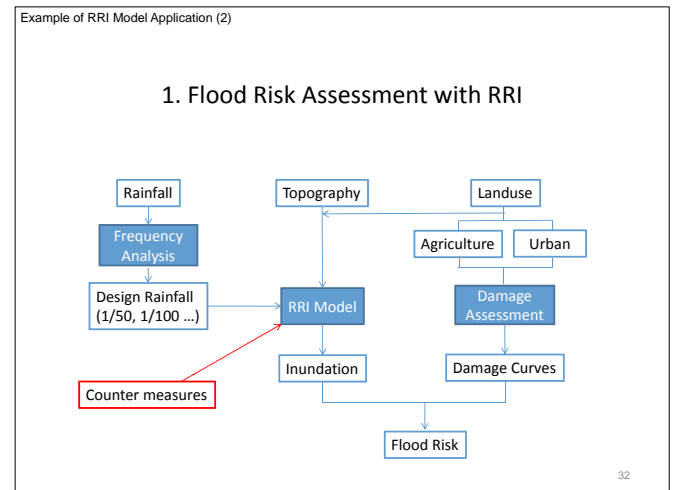 Example of RRI Model Application (2)
1. Flood Risk Assessment with RRI
Rainfall
Topography
Landuse
Frequency
Analysis
Agriculture
Urban
Design Rainfall
(1/50, 1/100 …)
RRI Model
Damage
Assessment
Inundation
Damage Curves
Counter measures
Flood Risk
32